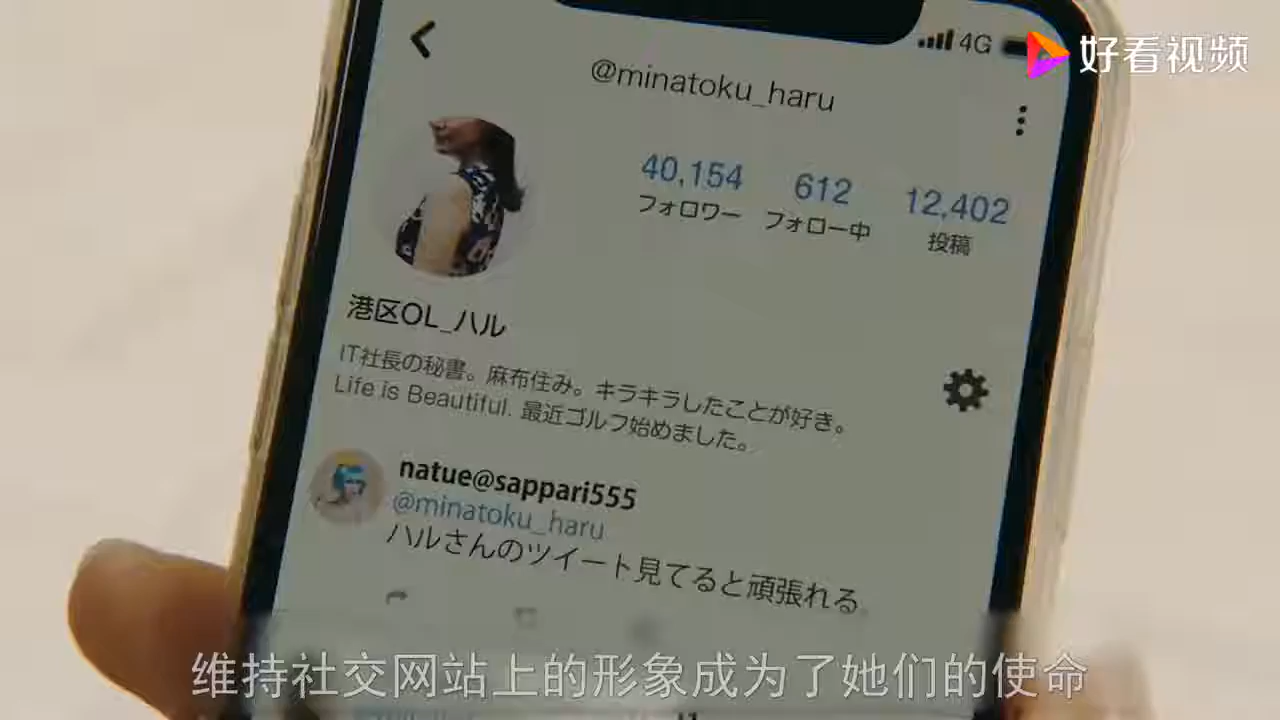 4G
好看视频
@minatoku_haru
40,154 612 12,402
フォロワー フォロー中 投稿
港区OL_ハル
IT社長の秘書。麻布住み。キラキラしたことが好き。
Life is Beautiful. 最近ゴルフ始めました。
natue@sappari555
@minatoku_haru
ハルさんのツイート見てると頑張れる
维持社交网站上的形象成为了她们的使命